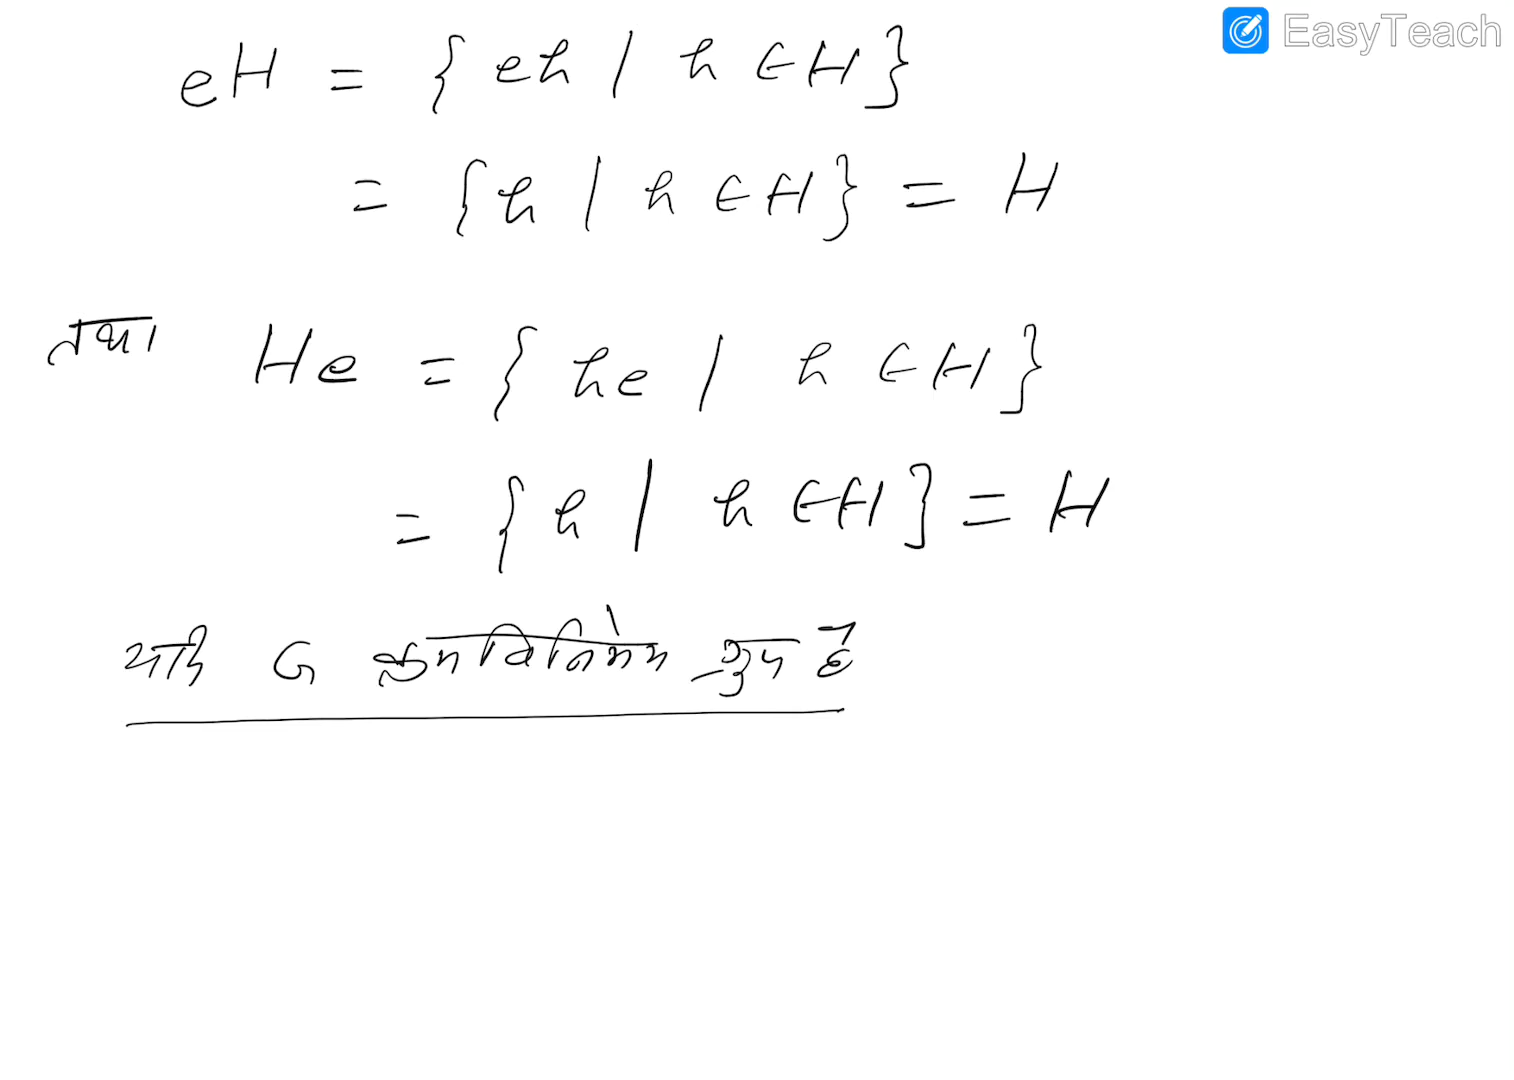 EasyTeach
eH = { eh / h ∈ H }
= { h / h ∈ H } = H
तथा He = { he / h ∈ H }
= { h / h ∈ H } = H
यदि G क्रमविनिमेय ग्रुप है